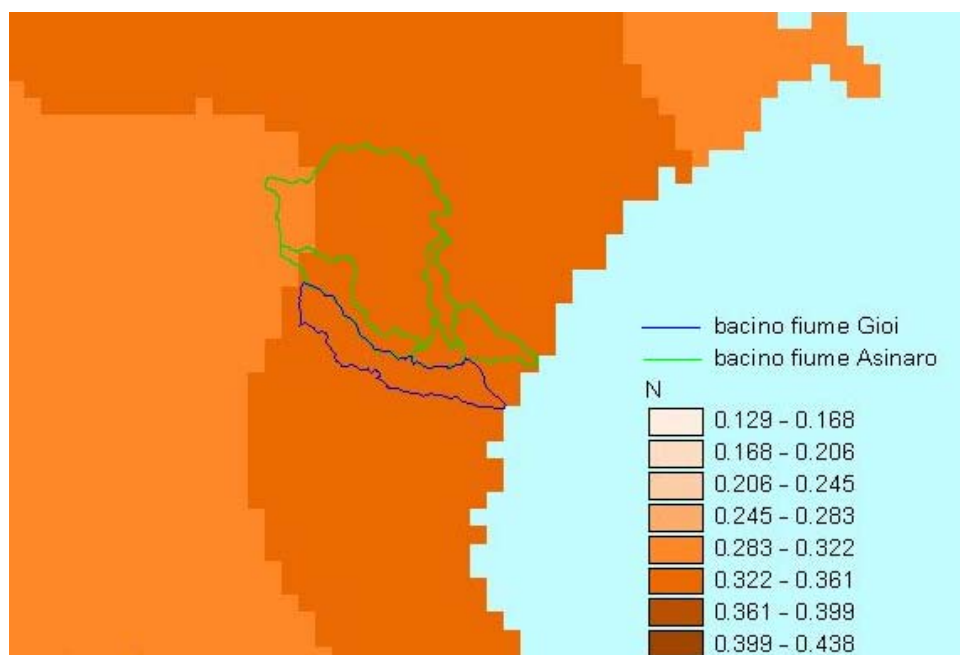 bacino fiume Gioi
bacino fiume Asinaro
N
0.129 - 0.168
0.168 - 0.206
0.206 - 0.245
0.245 - 0.283
0.283 - 0.322
0.322 - 0.361
0.361 - 0.399
0.399 - 0.438